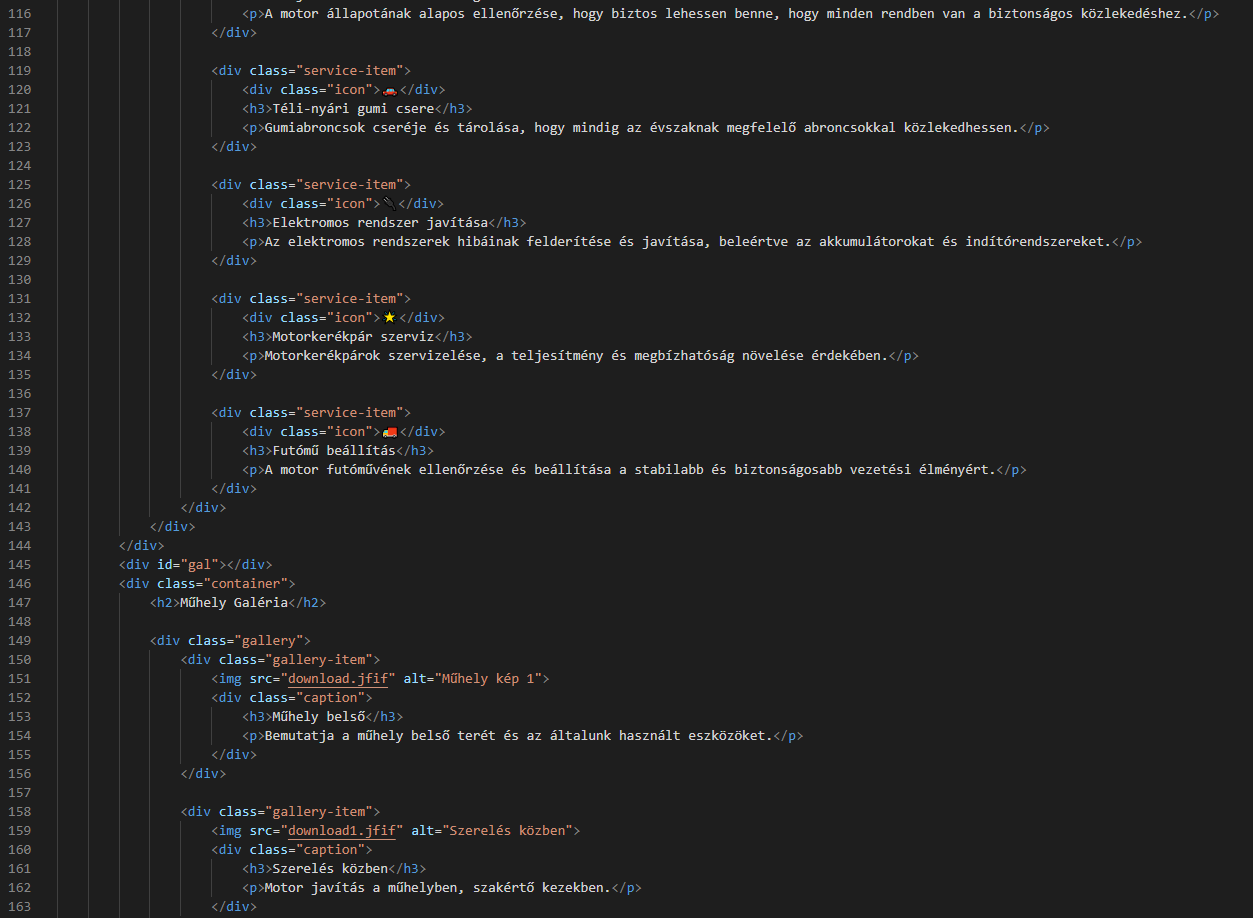 116 <p>A motor állapotának alapos ellenőrzése, hogy biztos lehessen benne, hogy minden rendben van a biztonságos közlekedéshez.</p>
117 </div>
118
119 <div class="service-item">
120 <div class="icon">🚗</div>
121 <h3>Téli-nyári gumi csere</h3>
122 <p>Gumiabroncsok cseréje és tárolása, hogy mindig az évszaknak megfelelő abroncsokkal közlekedhessen.</p>
123 </div>
124
125 <div class="service-item">
126 <div class="icon">🔌</div>
127 <h3>Elektromos rendszer javítása</h3>
128 <p>Az elektromos rendszerek hibáinak felderítése és javítása, beleértve az akkumulátorokat és indítórendszereket.</p>
129 </div>
130
131 <div class="service-item">
132 <div class="icon">⭐</div>
133 <h3>Motorkerékpár szerviz</h3>
134 <p>Motorkerékpárok szervizelése, a teljesítmény és megbízhatóság növelése érdekében.</p>
135 </div>
136
137 <div class="service-item">
138 <div class="icon">🚚</div>
139 <h3>Futómű beállítás</h3>
140 <p>A motor futóművének ellenőrzése és beállítása a stabilabb és biztonságosabb vezetési élményért.</p>
141 </div>
142 </div>
143 </div>
144 </div>
145 <div id="gal"></div>
146 <div class="container">
147 <h2>Műhely Galéria</h2>
148
149 <div class="gallery">
150 <div class="gallery-item">
151 <img src="download.jfif" alt="Műhely kép 1">
152 <div class="caption">
153 <h3>Műhely belső</h3>
154 <p>Bemutatja a műhely belső terét és az általunk használt eszközöket.</p>
155 </div>
156 </div>
157
158 <div class="gallery-item">
159 <img src="download1.jfif" alt="Szerelés közben">
160 <div class="caption">
161 <h3>Szerelés közben</h3>
162 <p>Motor javítás a műhelyben, szakértő kezekben.</p>
163 </div>